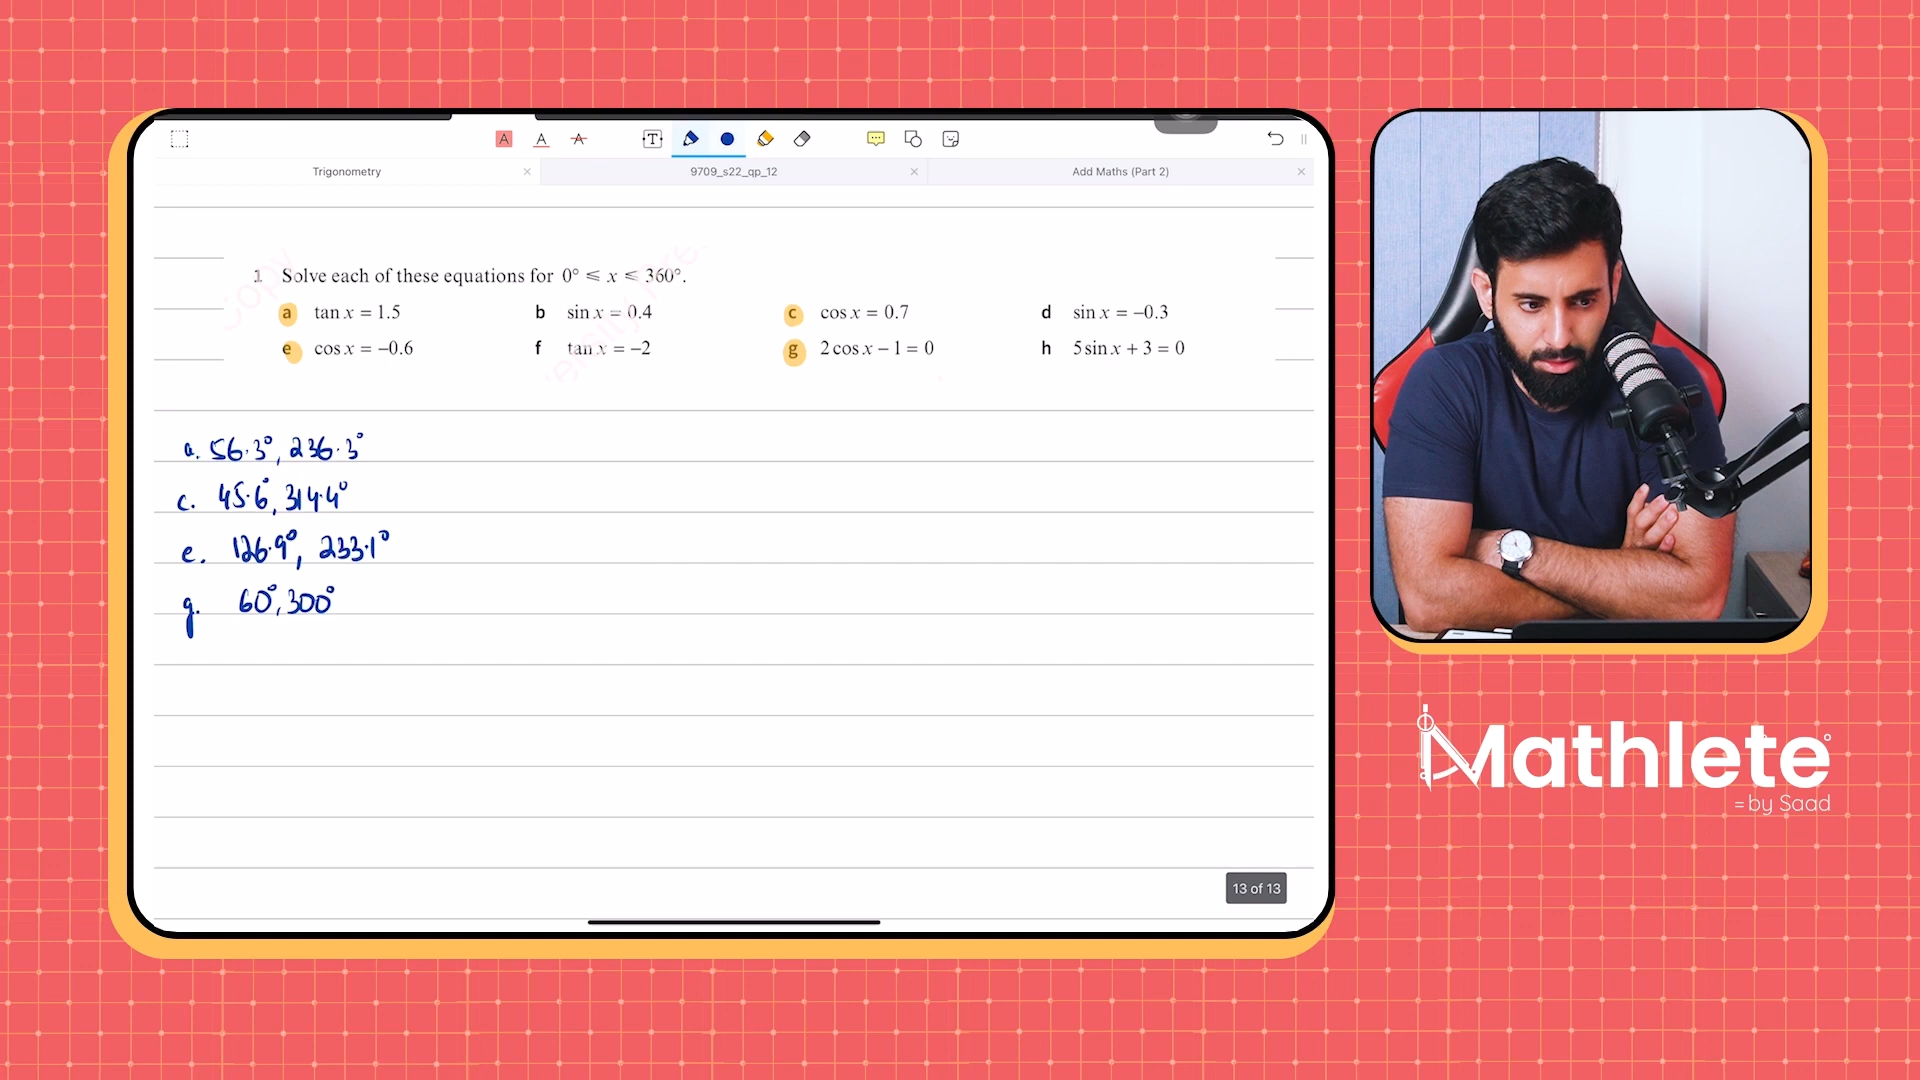 A A A T
Trigonometry × 9709_s22_qp_12 × Add Maths (Part 2) ×
1 Solve each of these equations for 0° ⩽ x ⩽ 360°.
a tan x = 1.5 b sin x = 0.4 c cos x = 0.7 d sin x = −0.3
e cos x = −0.6 f tan x = −2 g 2 cos x − 1 = 0 h 5 sin x + 3 = 0
a. 56.3°, 236.3°
c. 45.6°, 314.4°
e. 126.9°, 233.1°
g. 60°, 300°
13 of 13
Mathlete°
= by Saad